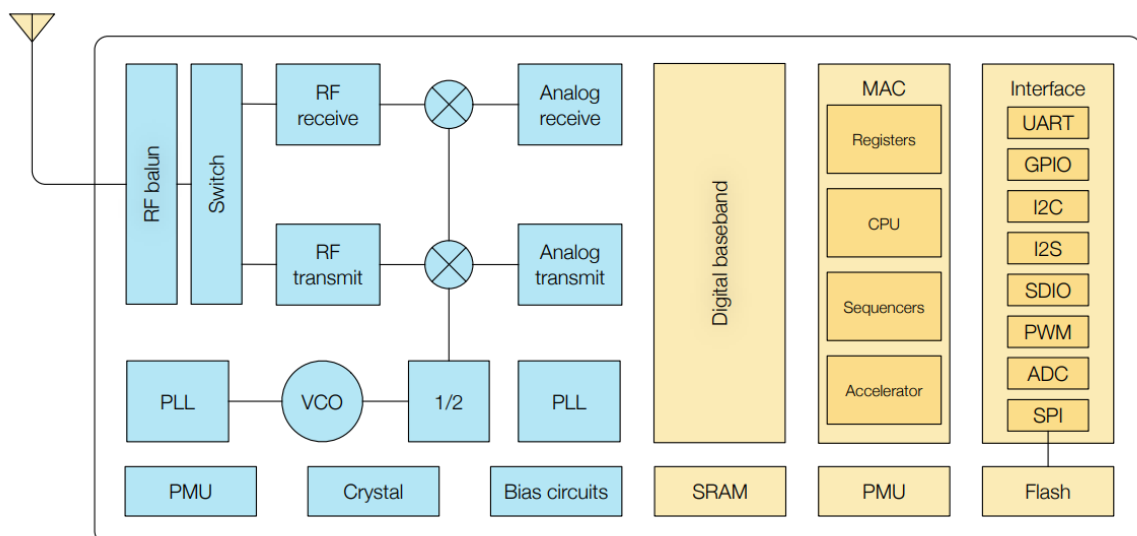 RF balun
Switch
RF
receive
Analog
receive
RF
transmit
Analog
transmit
PLL
VCO
1/2
PLL
PMU
Crystal
Bias circuits
Digital baseband
SRAM
MAC
Registers
CPU
Sequencers
Accelerator
PMU
Interface
UART
GPIO
I2C
I2S
SDIO
PWM
ADC
SPI
Flash